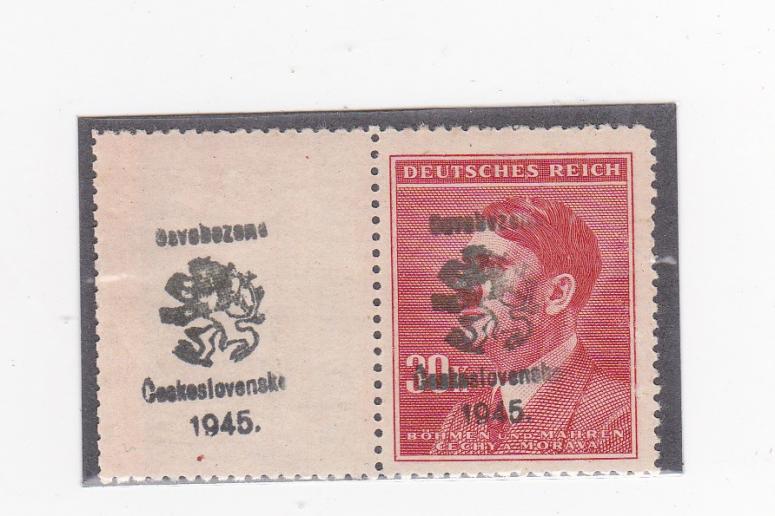 Osvobozené
Československo
1945.
DEUTSCHES REICH
Osvobozené
30 K
Československo
1945.
BÖHMEN UND MÄHREN
ČECHY A MORAVA